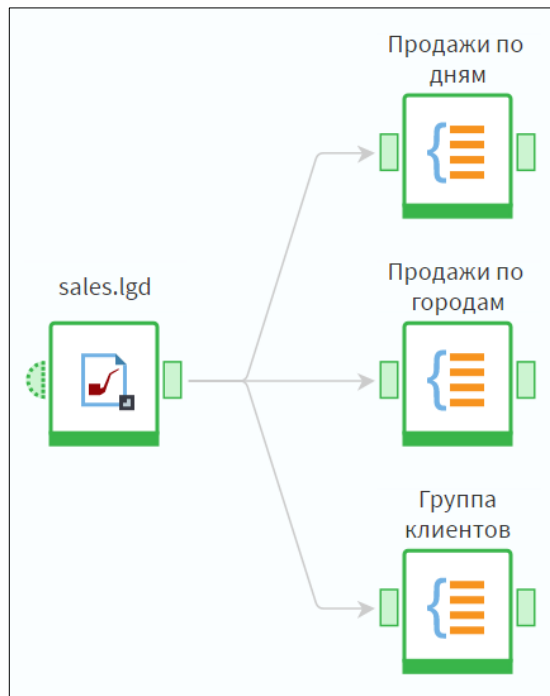 Продажи по
дням
sales.lgd
Продажи по
городам
Группа
клиентов